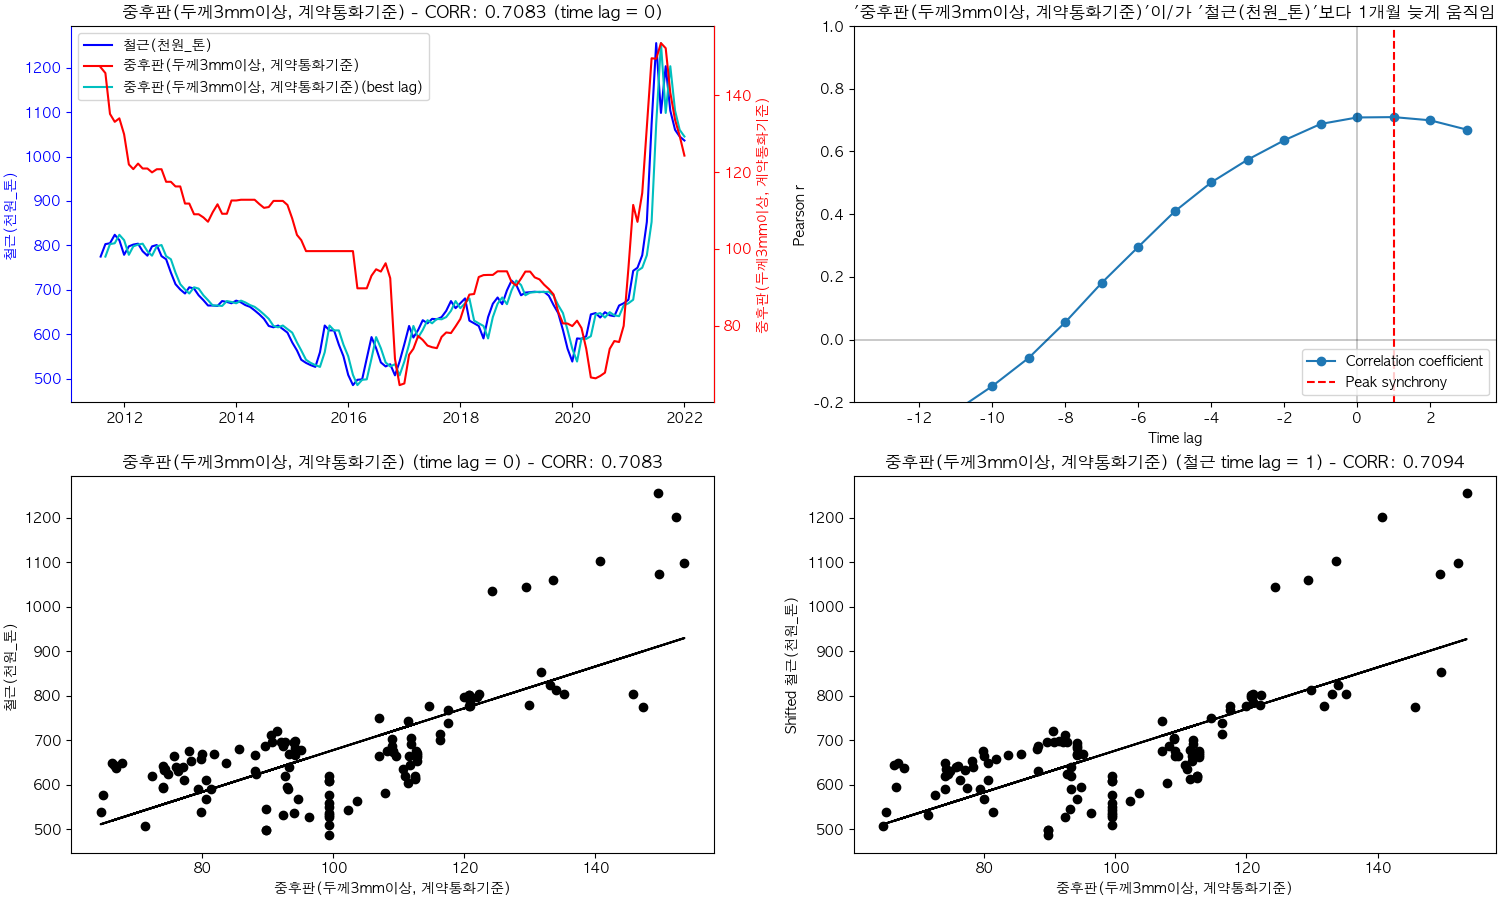 중후판(두께3mm이상, 계약통화기준) - CORR: 0.7083 (time lag = 0)
철근(천원_톤)
중후판(두께3mm이상, 계약통화기준)
중후판(두께3mm이상, 계약통화기준)(best lag)
철근(천원_톤)
1200
1100
1000
900
800
700
600
500
140
120
100
80
중후판(두께3mm이상, 계약통화기준)
2012 2014 2016 2018 2020 2022
'중후판(두께3mm이상, 계약통화기준)'이/가 '철근(천원_톤)'보다 1개월 늦게 움직임
Pearson r
1.0
0.8
0.6
0.4
0.2
0.0
-0.2
Correlation coefficient
Peak synchrony
-12 -10 -8 -6 -4 -2 0 2
Time lag
중후판(두께3mm이상, 계약통화기준) (time lag = 0) - CORR: 0.7083
철근(천원_톤)
1200
1100
1000
900
800
700
600
500
80 100 120 140
중후판(두께3mm이상, 계약통화기준)
중후판(두께3mm이상, 계약통화기준) (철근 time lag = 1) - CORR: 0.7094
Shifted 철근(천원_톤)
1200
1100
1000
900
800
700
600
500
80 100 120 140
중후판(두께3mm이상, 계약통화기준)